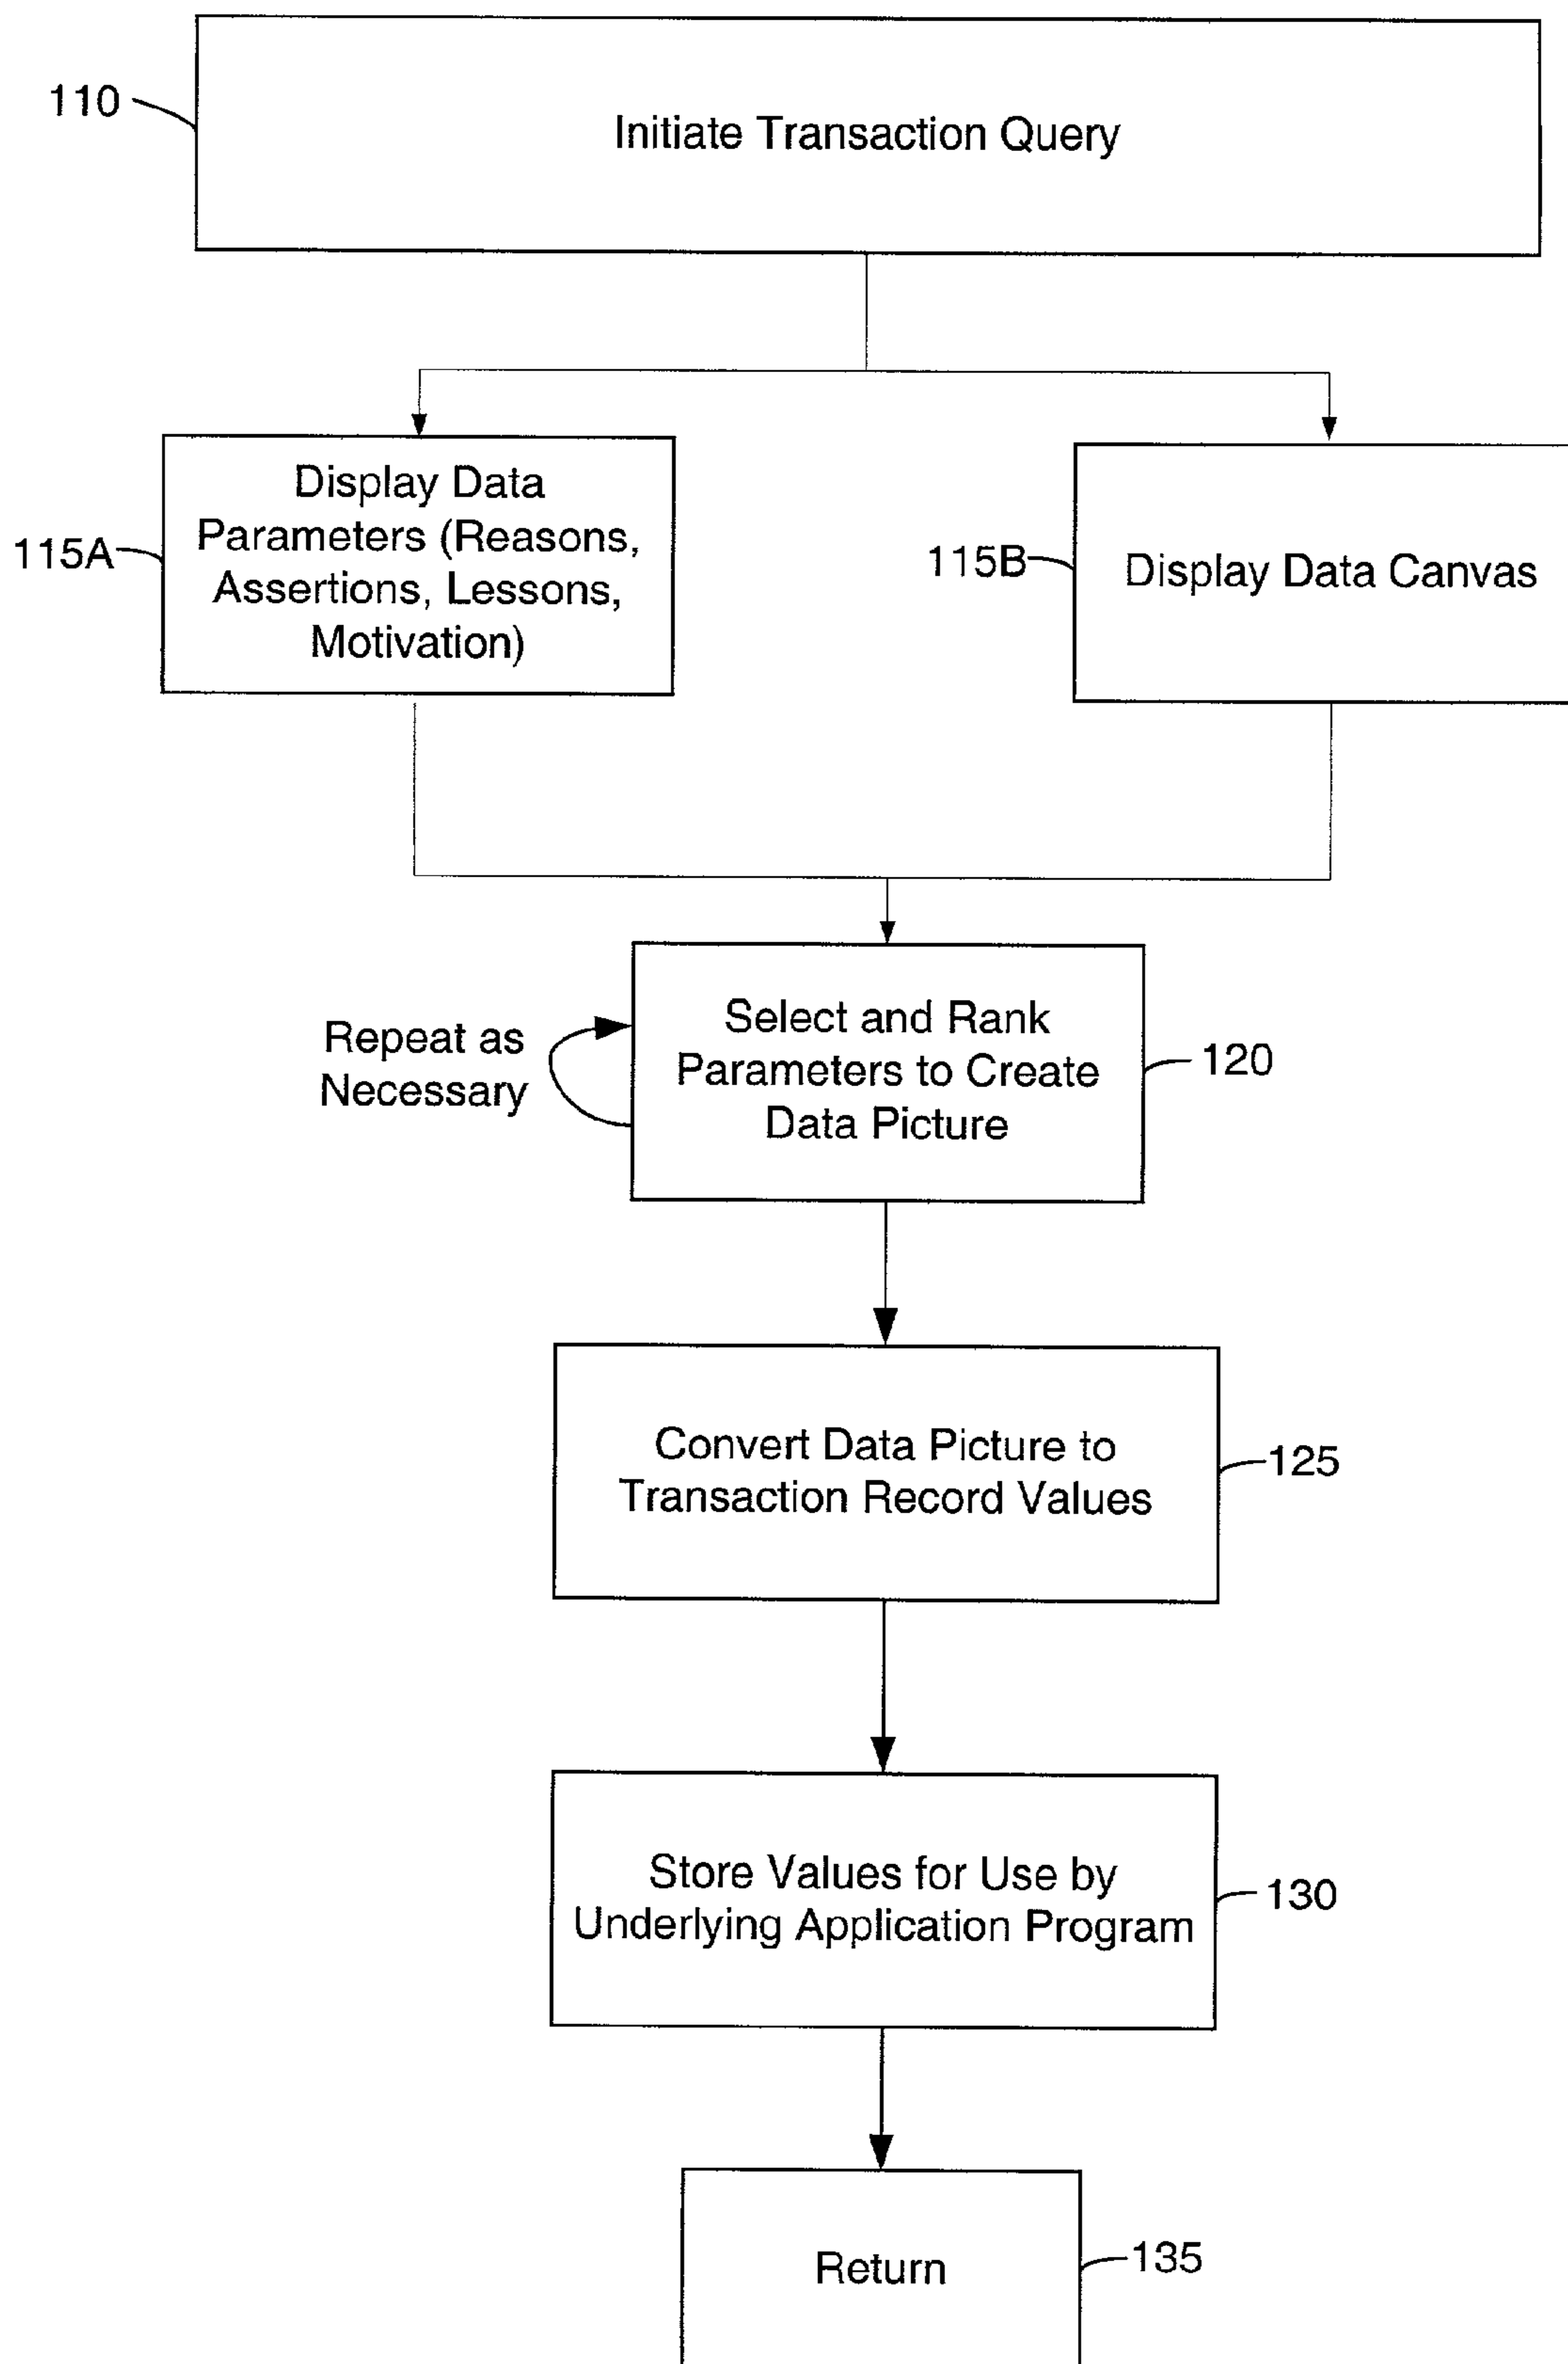 110
Initiate Transaction Query
Display Data
Parameters (Reasons,
Assertions, Lessons,
Motivation)
115A
115B
Display Data Canvas
Repeat as
Necessary
Select and Rank
Parameters to Create
Data Picture
120
Convert Data Picture to
Transaction Record Values
125
Store Values for Use by
Underlying Application Program
130
Return
135